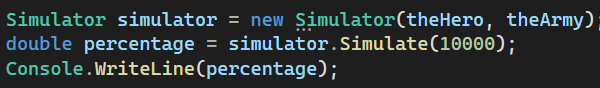 Simulator simulator = new Simulator(theHero, theArmy);
double percentage = simulator.Simulate(10000);
Console.WriteLine(percentage);